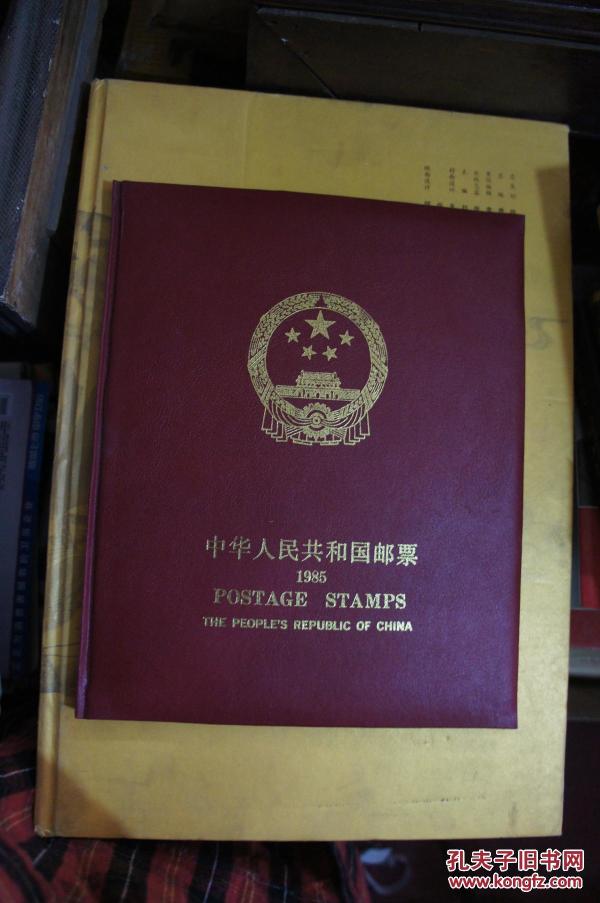 中华人民共和国邮票
1985
POSTAGE STAMPS
THE PEOPLE'S REPUBLIC OF CHINA
孔夫子旧书网
www.kongfz.com